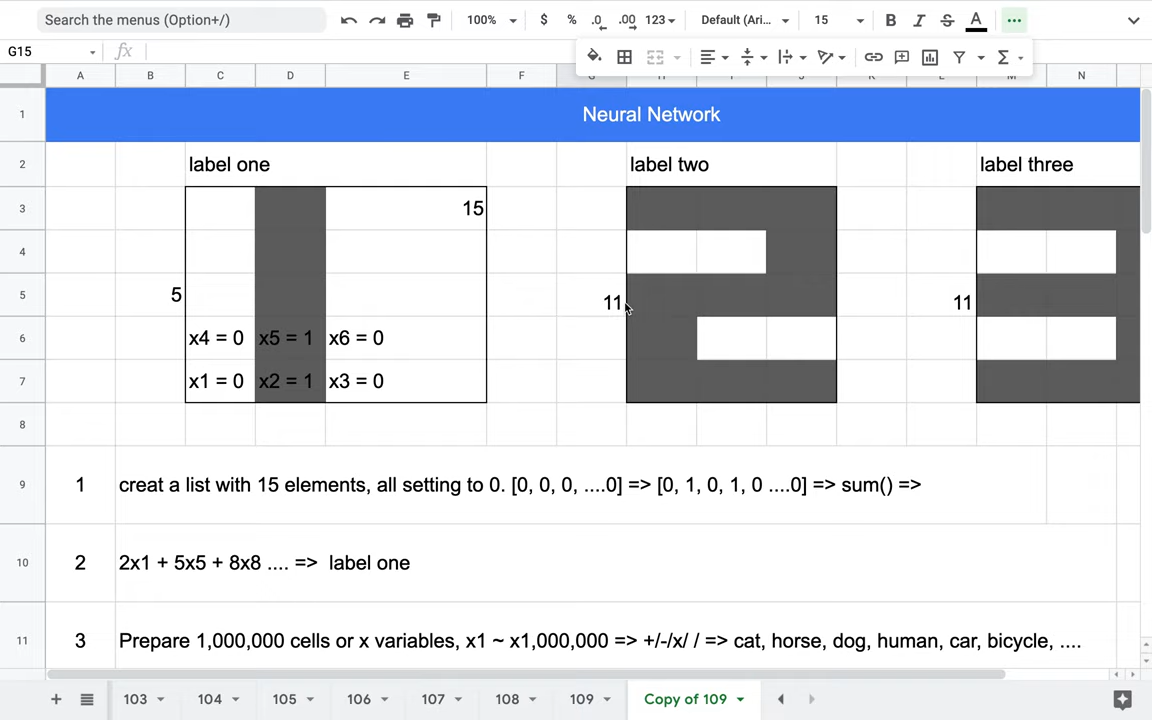 Search the menus (Option+/)
100%
$ % .0 .00 123
Default (Ari...
15
B I S A
G15
fx
A B C D E F
M N
1 Neural Network
2 label one label two label three
3 15
4
5 5 11 11
6 x4 = 0 x5 = 1 x6 = 0
7 x1 = 0 x2 = 1 x3 = 0
8
9 1 creat a list with 15 elements, all setting to 0. [0, 0, 0, ....0] => [0, 1, 0, 1, 0 ....0] => sum() =>
10 2 2x1 + 5x5 + 8x8 .... => label one
11 3 Prepare 1,000,000 cells or x variables, x1 ~ x1,000,000 => +/-/x/ / => cat, horse, dog, human, car, bicycle, ....
103 104 105 106 107 108 109 Copy of 109